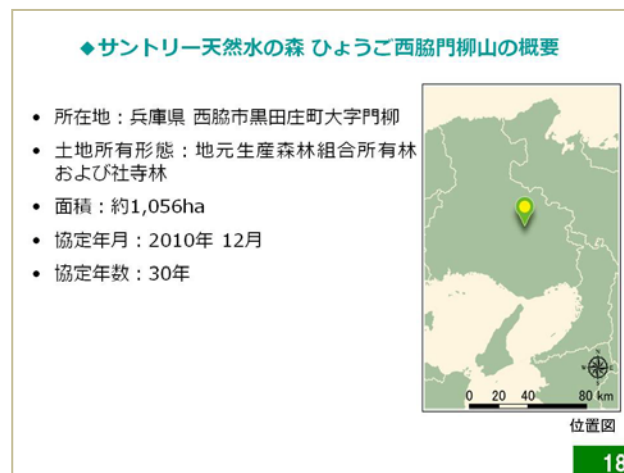 ◆サントリー天然水の森 ひょうご西脇門柳山の概要
• 所在地：兵庫県 西脇市黒田庄町大字門柳
• 土地所有形態：地元生産森林組合所有林
および社寺林
• 面積：約1,056ha
• 協定年月：2010年 12月
• 協定年数：30年
0 20 40 80 km
位置図
18